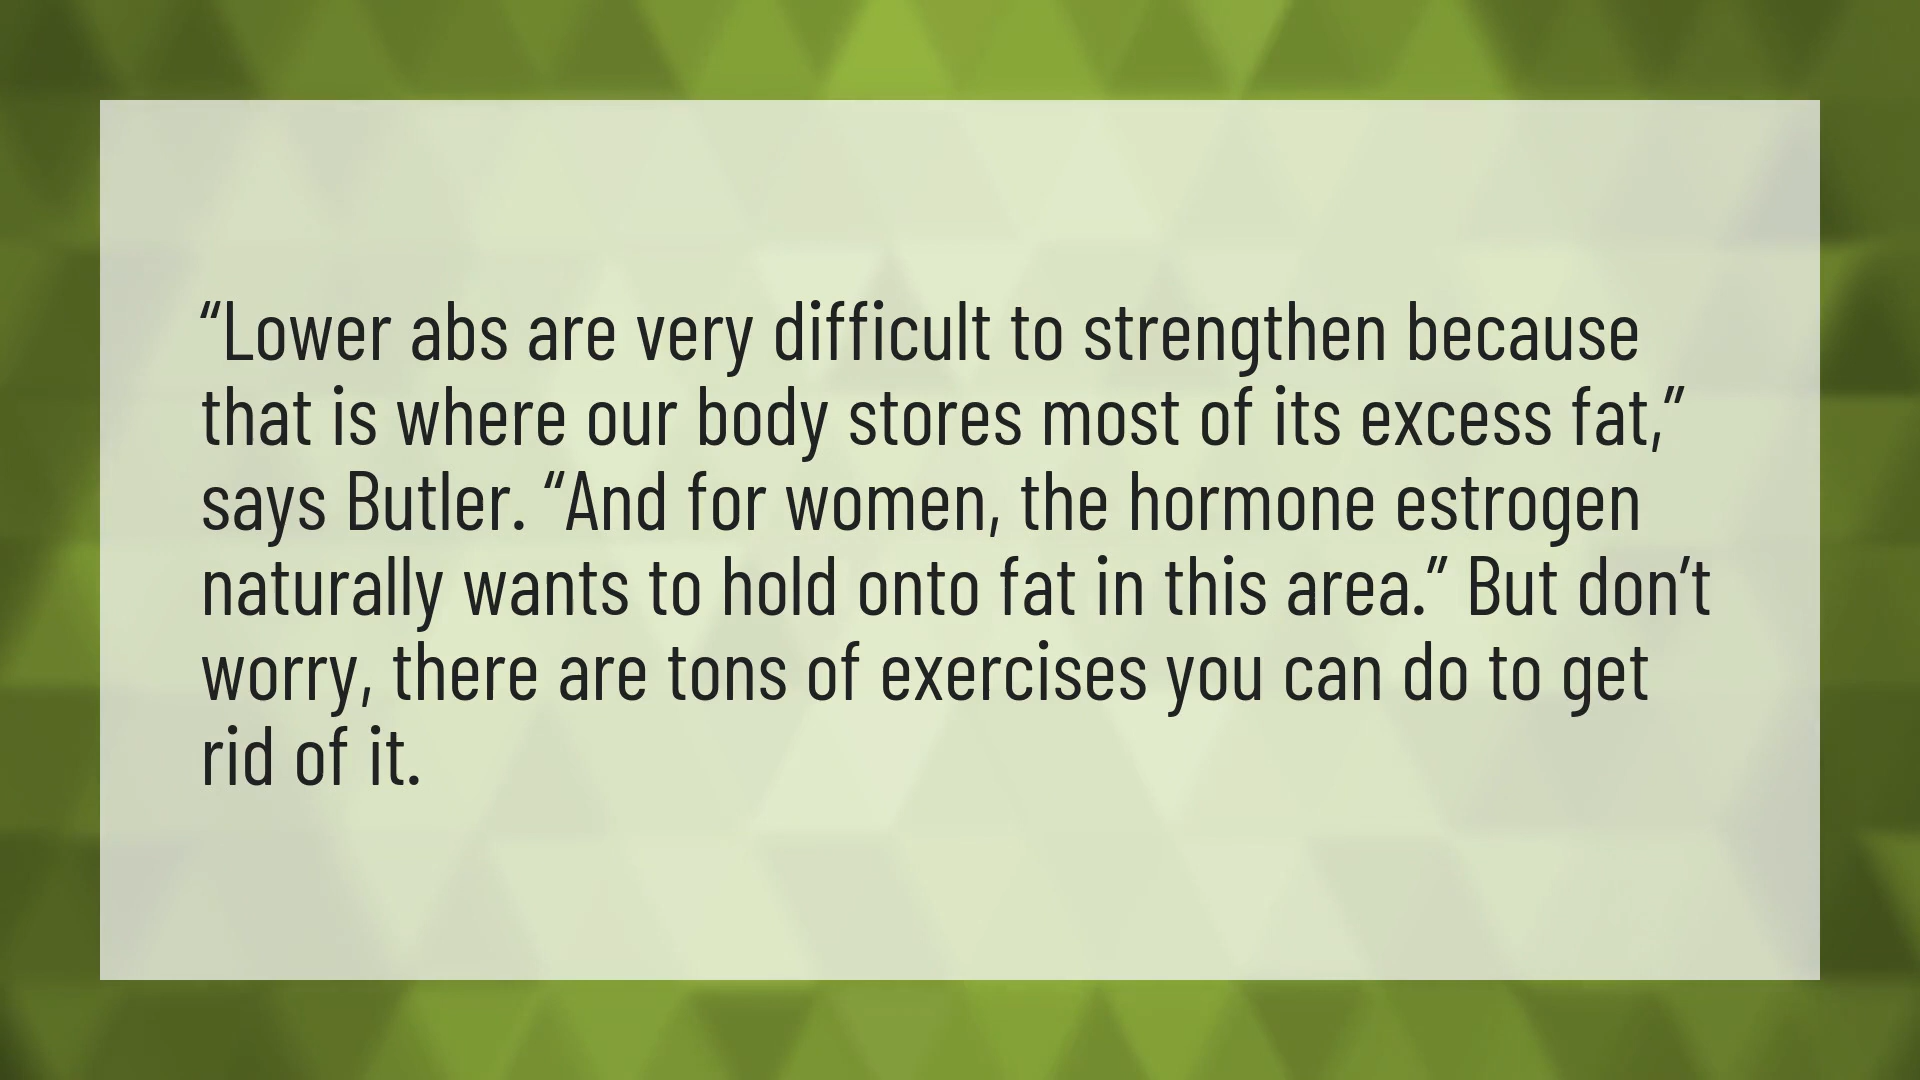 “Lower abs are very difficult to strengthen because
that is where our body stores most of its excess fat,”
says Butler. “And for women, the hormone estrogen
naturally wants to hold onto fat in this area.” But don’t
worry, there are tons of exercises you can do to get
rid of it.